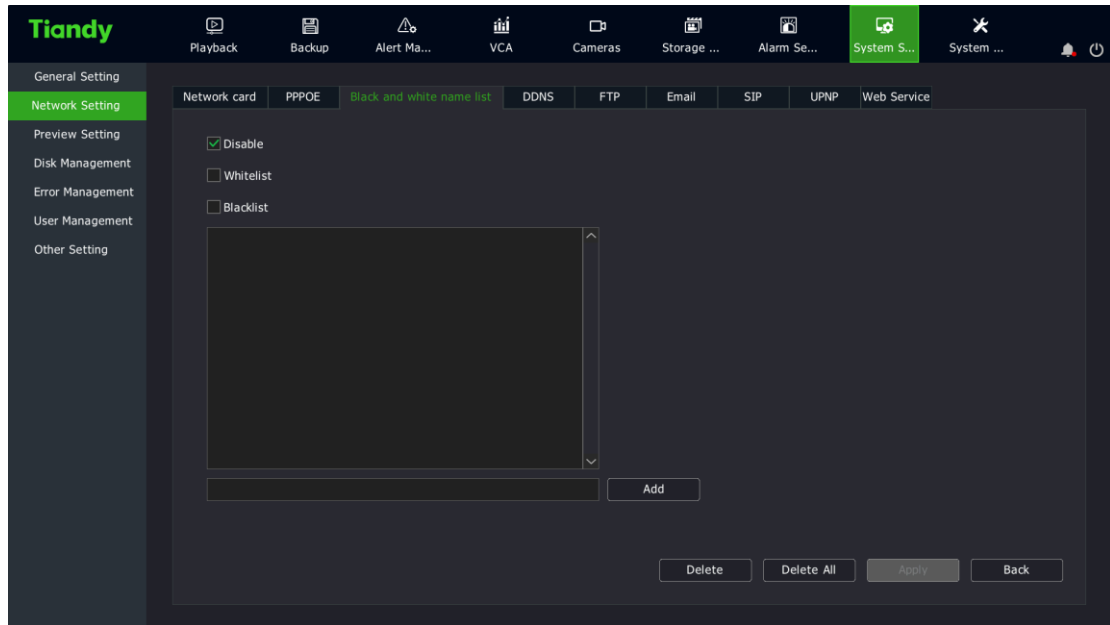 Tiandy
Playback Backup Alert Ma... VCA Cameras Storage ... Alarm Se... System S... System ...
General Setting
Network Setting
Preview Setting
Disk Management
Error Management
User Management
Other Setting
Network card PPPOE Black and white name list DDNS FTP Email SIP UPNP Web Service
Disable
Whitelist
Blacklist
Add
Delete Delete All Apply Back